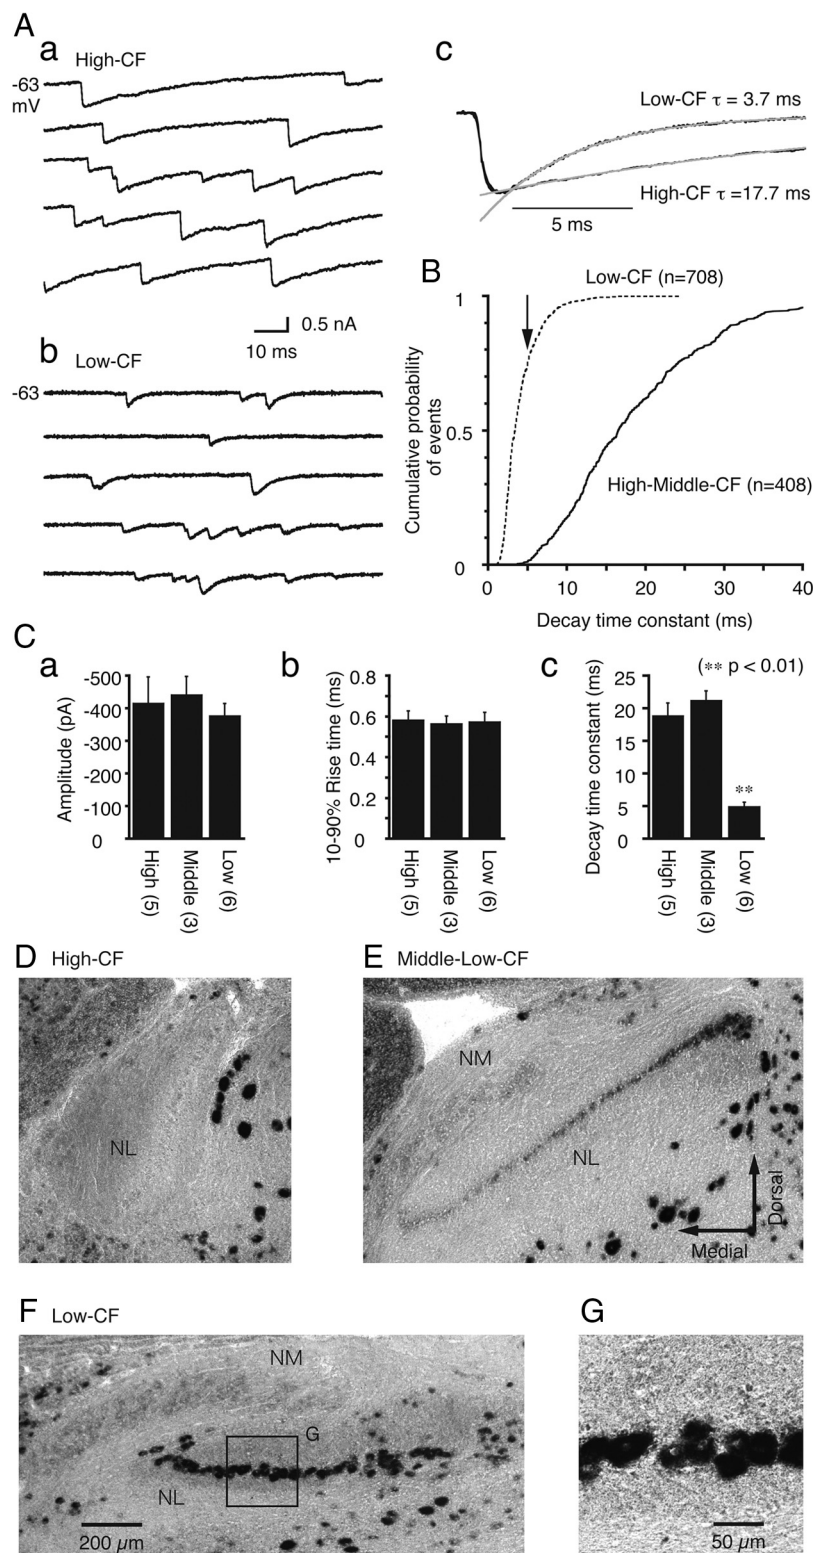 A
a
High-CF
-63
mV
0.5 nA
10 ms
b
Low-CF
-63
c
Low-CF τ = 3.7 ms
High-CF τ =17.7 ms
5 ms
B
Low-CF (n=708)
1
0.5
0
Cumulative probability
of events
High-Middle-CF (n=408)
0 10 20 30 40
Decay time constant (ms)
C
a
-500
-400
-300
-200
-100
0
Amplitude (pA)
High (5)
Middle (3)
Low (6)
b
0.8
0.6
0.4
0.2
0
10-90% Rise time (ms)
High (5)
Middle (3)
Low (6)
c
(** p < 0.01)
25
20
15
10
5
0
Decay time constant (ms)
**
High (5)
Middle (3)
Low (6)
D High-CF
NL
E Middle-Low-CF
NM
NL
Dorsal
Medial
F Low-CF
NM
G
NL
200 µm
G
50 µm